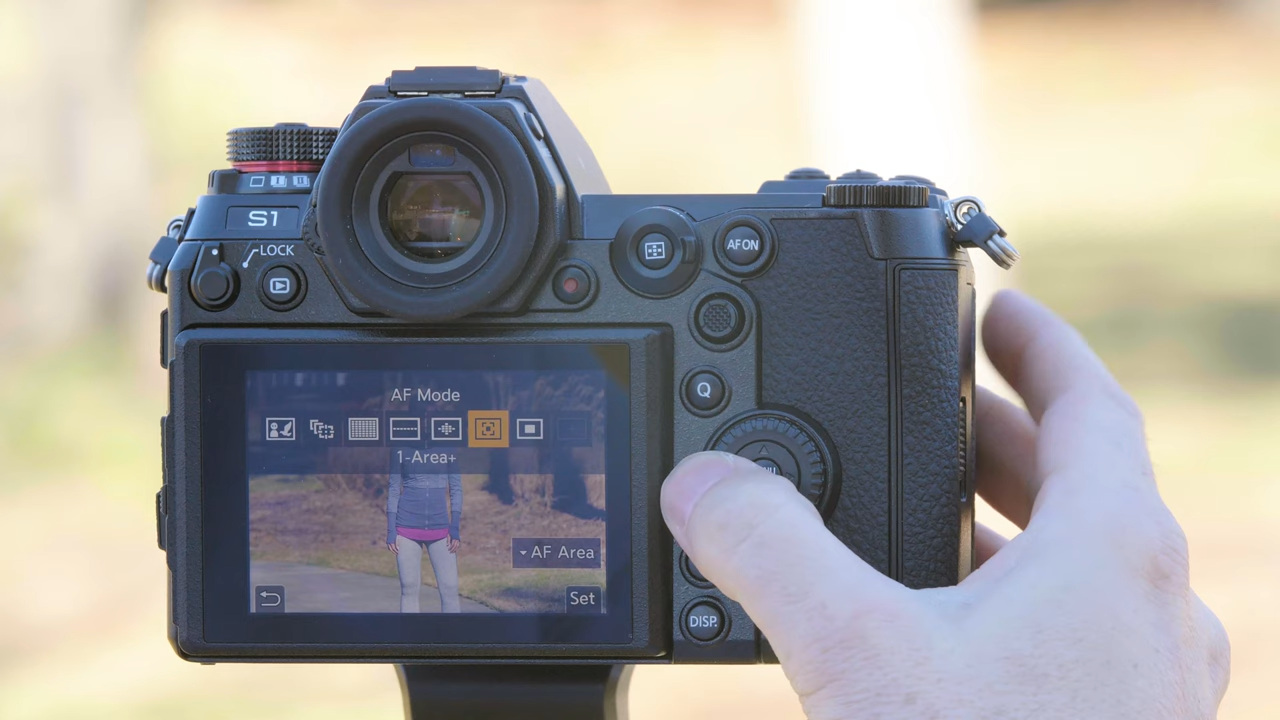 S1
LOCK
AF ON
Q
AF Mode
1-Area+
AF Area
Set
DISP.